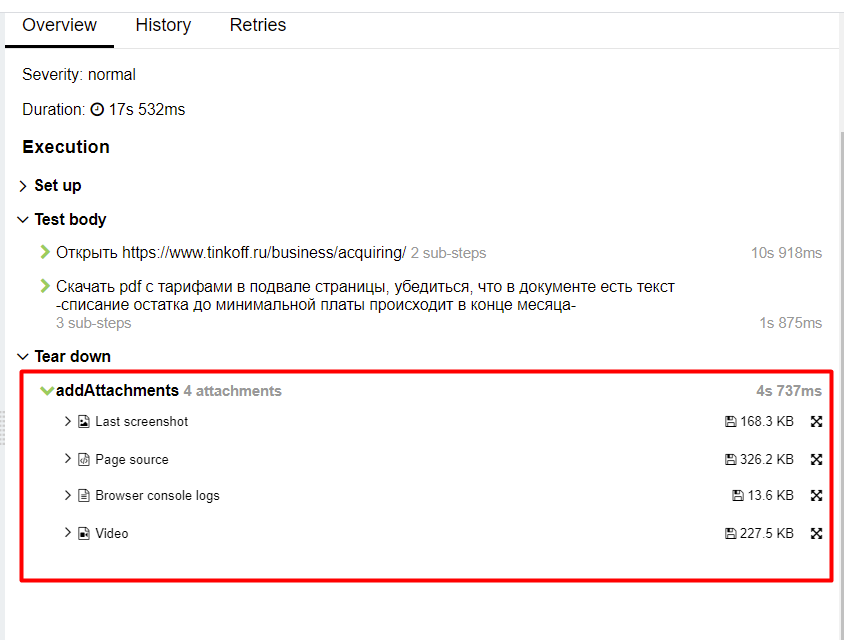 Overview History Retries
Severity: normal
Duration: 17s 532ms
Execution
Set up
Test body
Открыть https://www.tinkoff.ru/business/acquiring/ 2 sub-steps 10s 918ms
Скачать pdf с тарифами в подвале страницы, убедиться, что в документе есть текст
-списание остатка до минимальной платы происходит в конце месяца-
3 sub-steps 1s 875ms
Tear down
addAttachments 4 attachments 4s 737ms
Last screenshot 168.3 KB
Page source 326.2 KB
Browser console logs 13.6 KB
Video 227.5 KB